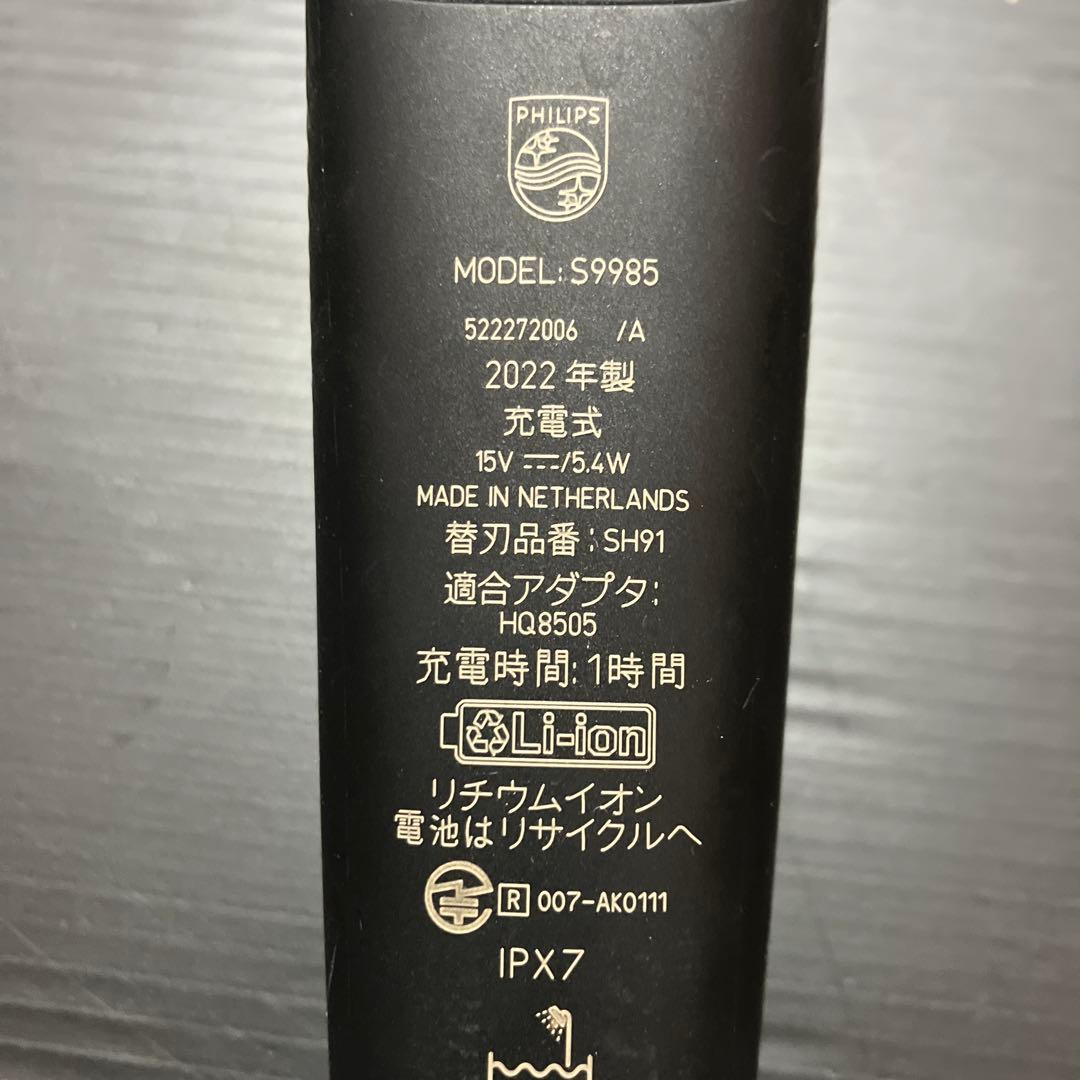 PHILIPS
MODEL: S9985
522272006 /A
2022 年製
充電式
15V ⎓/5.4W
MADE IN NETHERLANDS
替刃品番: SH91
適合アダプタ:
HQ8505
充電時間: 1時間
Li-ion
リチウムイオン
電池はリサイクルへ
R 007-AK0111
IPX7